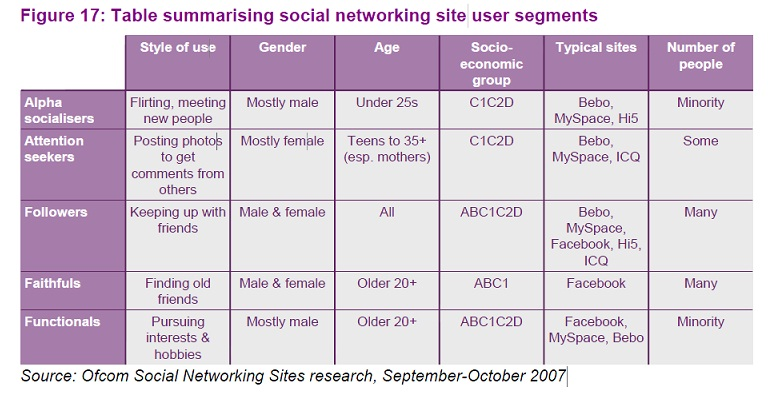 Figure 17: Table summarising social networking site user segments
Style of use Gender Age Socio-economic group Typical sites Number of people
Alpha socialisers Flirting, meeting new people Mostly male Under 25s C1C2D Bebo, MySpace, Hi5 Minority
Attention seekers Posting photos to get comments from others Mostly female Teens to 35+ (esp. mothers) C1C2D Bebo, MySpace, ICQ Some
Followers Keeping up with friends Male & female All ABC1C2D Bebo, MySpace, Facebook, Hi5, ICQ Many
Faithfuls Finding old friends Male & female Older 20+ ABC1 Facebook Many
Functionals Pursuing interests & hobbies Mostly male Older 20+ ABC1C2D Facebook, MySpace, Bebo Minority
Source: Ofcom Social Networking Sites research, September-October 2007